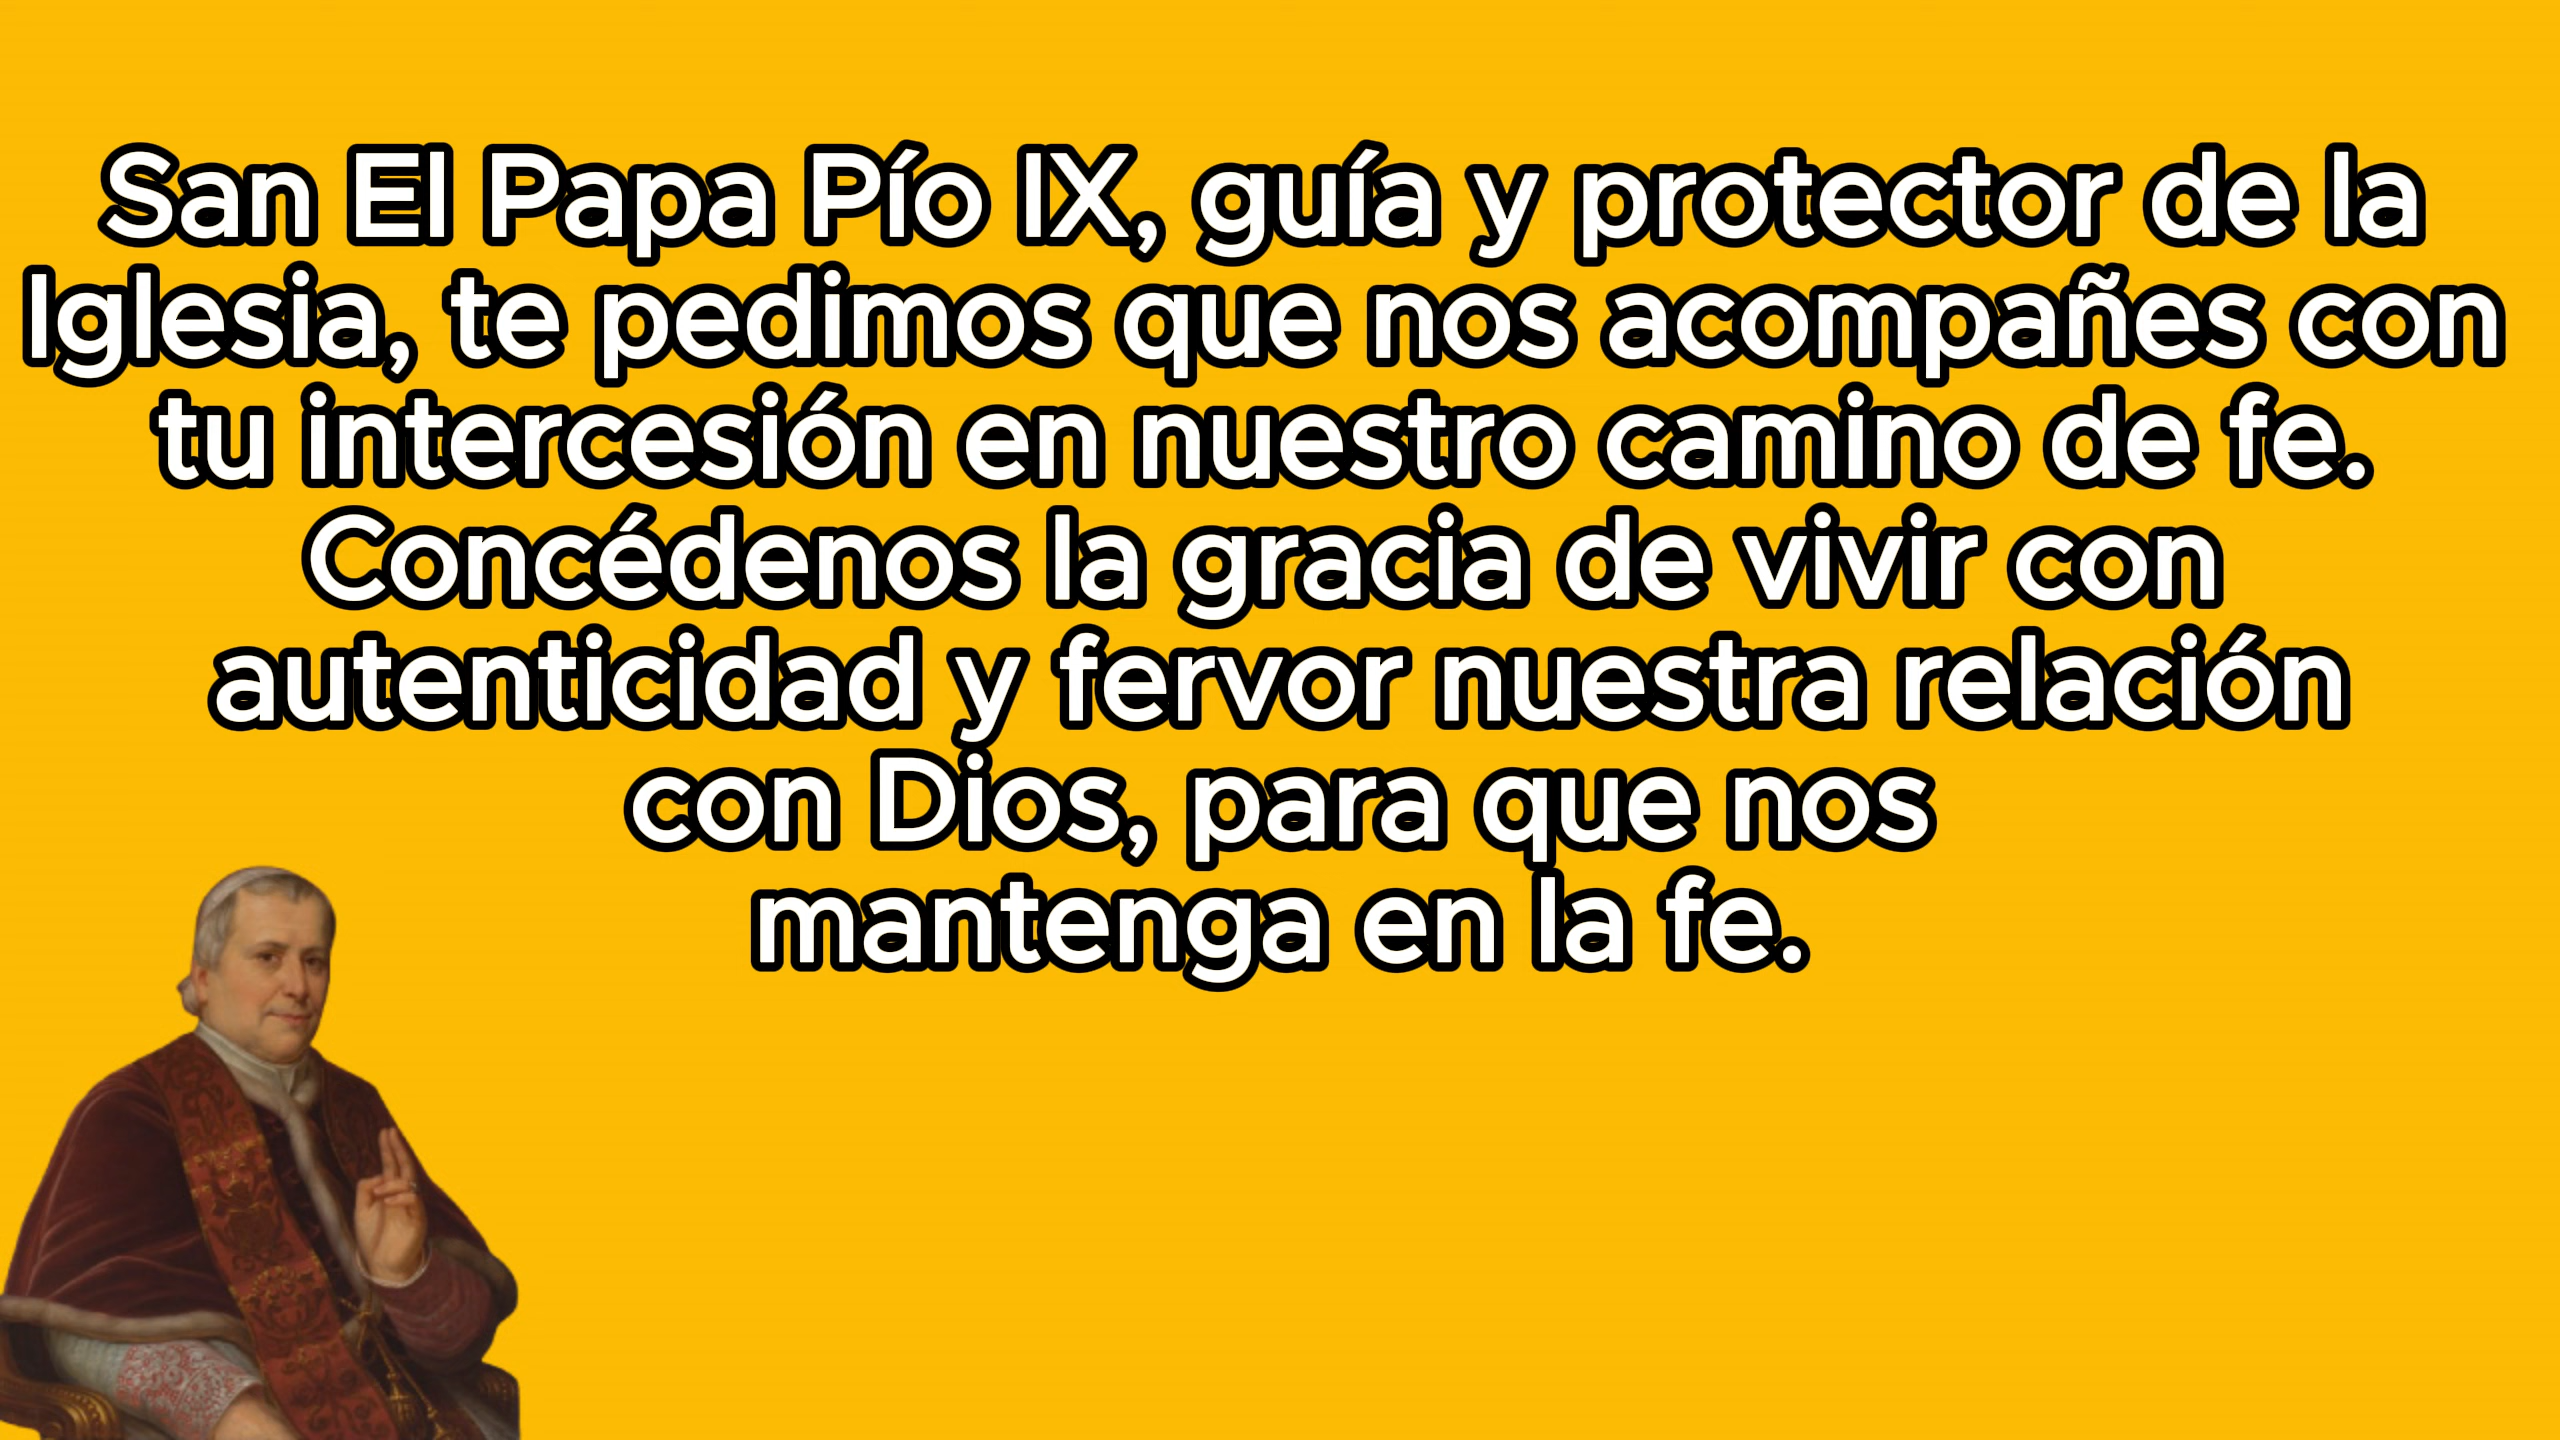 San El Papa Pío IX, guía y protector de la
Iglesia, te pedimos que nos acompañes con
tu intercesión en nuestro camino de fe.
Concédenos la gracia de vivir con
autenticidad y fervor nuestra relación
con Dios, para que nos
mantenga en la fe.